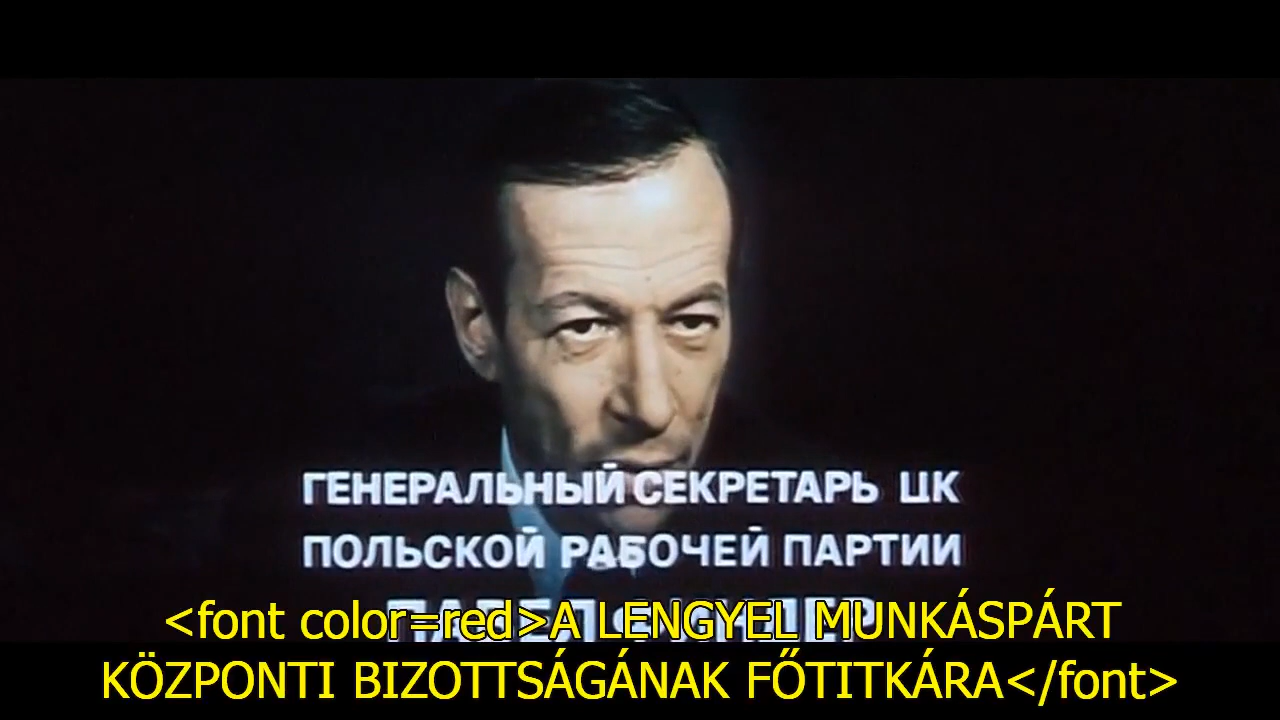 ГЕНЕРАЛЬНЫЙ СЕКРЕТАРЬ ЦК
ПОЛЬСКОЙ РАБОЧЕЙ ПАРТИИ
<font color=red>A LENGYEL MUNKÁSPÁRT
KÖZPONTI BIZOTTSÁGÁNAK FŐTITKÁRA</font>